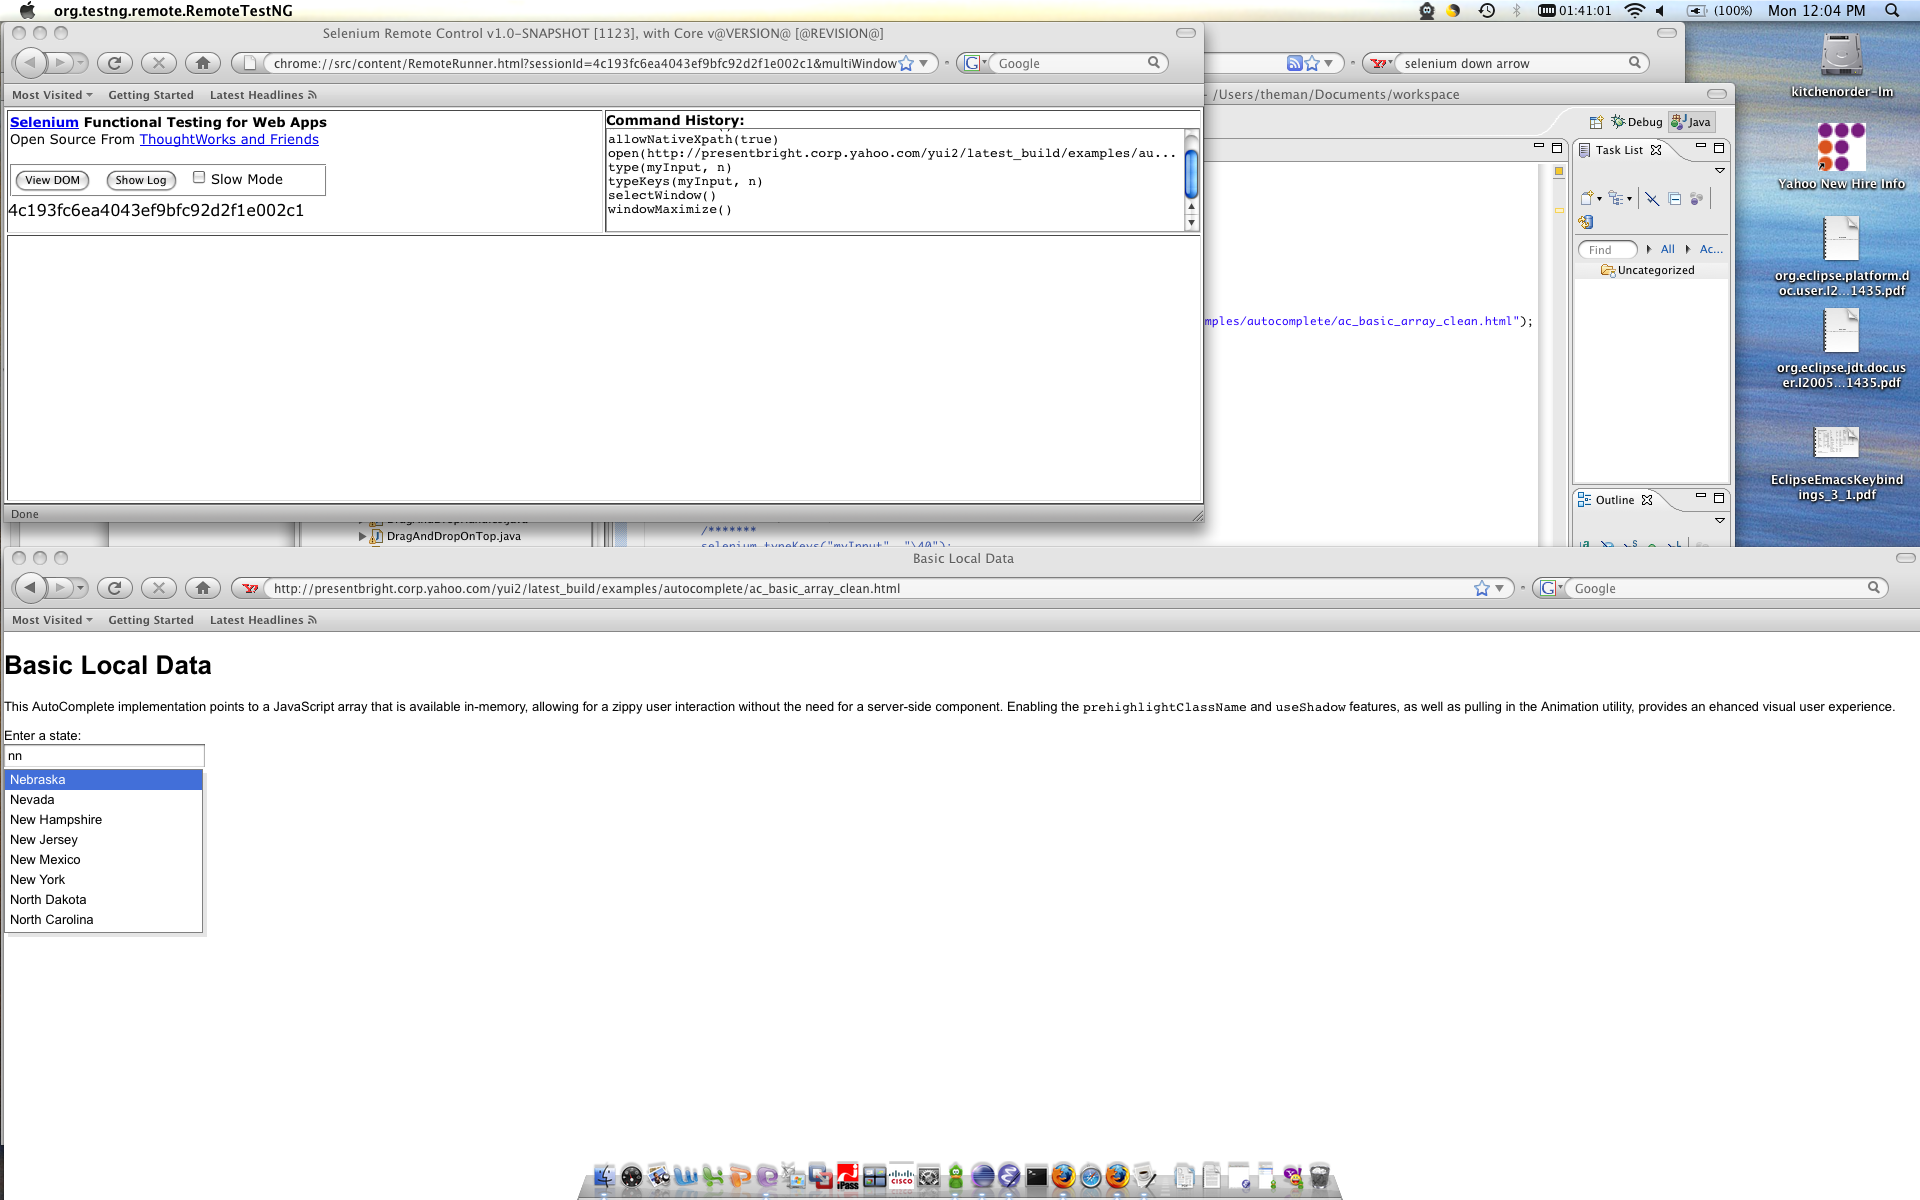 org.testng.remote.RemoteTestNG
01:41:01
(100%)
Mon 12:04 PM
Selenium Remote Control v1.0-SNAPSHOT [1123], with Core v@VERSION@ [@REVISION@]
chrome://src/content/RemoteRunner.html?sessionId=4c193fc6ea4043ef9bfc92d2f1e002c1&multiWindow
Google
selenium down arrow
Most Visited
Getting Started
Latest Headlines
- /Users/theman/Documents/workspace
Selenium Functional Testing for Web Apps
Open Source From ThoughtWorks and Friends
View DOM
Show Log
Slow Mode
4c193fc6ea4043ef9bfc92d2f1e002c1
Command History:
allowNativeXpath(true)
open(http://presentbright.corp.yahoo.com/yui2/latest_build/examples/au...
type(myInput, n)
typeKeys(myInput, n)
selectWindow()
windowMaximize()
Done
Debug
Java
Task List
Find
All
Ac...
Uncategorized
mples/autocomplete/ac_basic_array_clean.html");
Outline
DragAndDropOnTop.java
/*******
selenium.typeKeys("myInput", "\40");
kitchenorder-lm
Yahoo New Hire Info
org.eclipse.platform.d
oc.user.I2...1435.pdf
org.eclipse.jdt.doc.us
er.I2005...1435.pdf
EclipseEmacsKeybind
ings_3_1.pdf
Basic Local Data
http://presentbright.corp.yahoo.com/yui2/latest_build/examples/autocomplete/ac_basic_array_clean.html
Google
Most Visited
Getting Started
Latest Headlines
Basic Local Data
This AutoComplete implementation points to a JavaScript array that is available in-memory, allowing for a zippy user interaction without the need for a server-side component. Enabling the prehighlightClassName and useShadow features, as well as pulling in the Animation utility, provides an ehanced visual user experience.
Enter a state:
nn
Nebraska
Nevada
New Hampshire
New Jersey
New Mexico
New York
North Dakota
North Carolina
iPass
CISCO